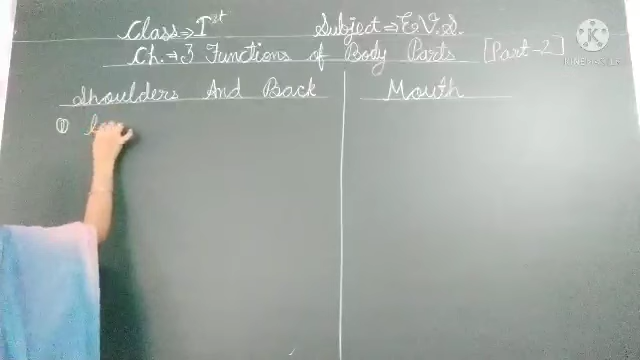 Class ⇒ Ist Subject ⇒ E.V.S.
Ch. ⇒ 3 Functions of Body Parts [Part-2]
Shoulders And Back
Mouth
①